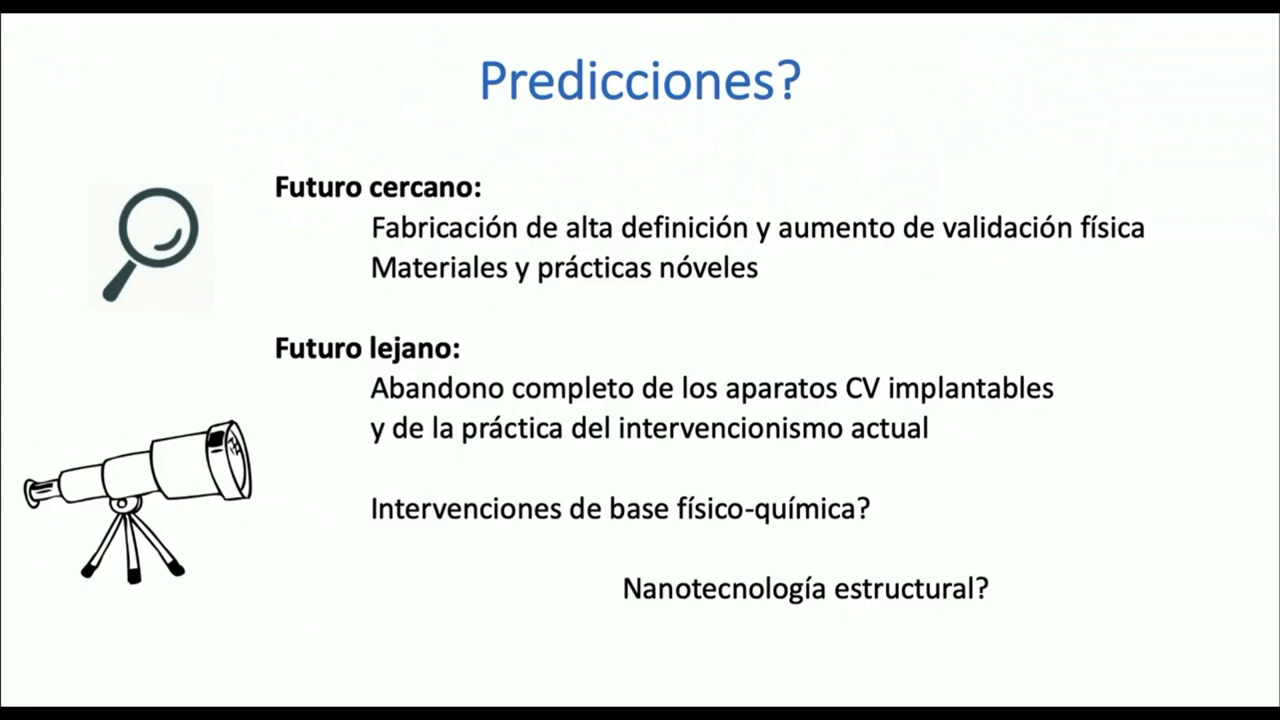 Predicciones?
Futuro cercano:
Fabricación de alta definición y aumento de validación física
Materiales y prácticas nóveles
Futuro lejano:
Abandono completo de los aparatos CV implantables
y de la práctica del intervencionismo actual
Intervenciones de base físico-química?
Nanotecnología estructural?